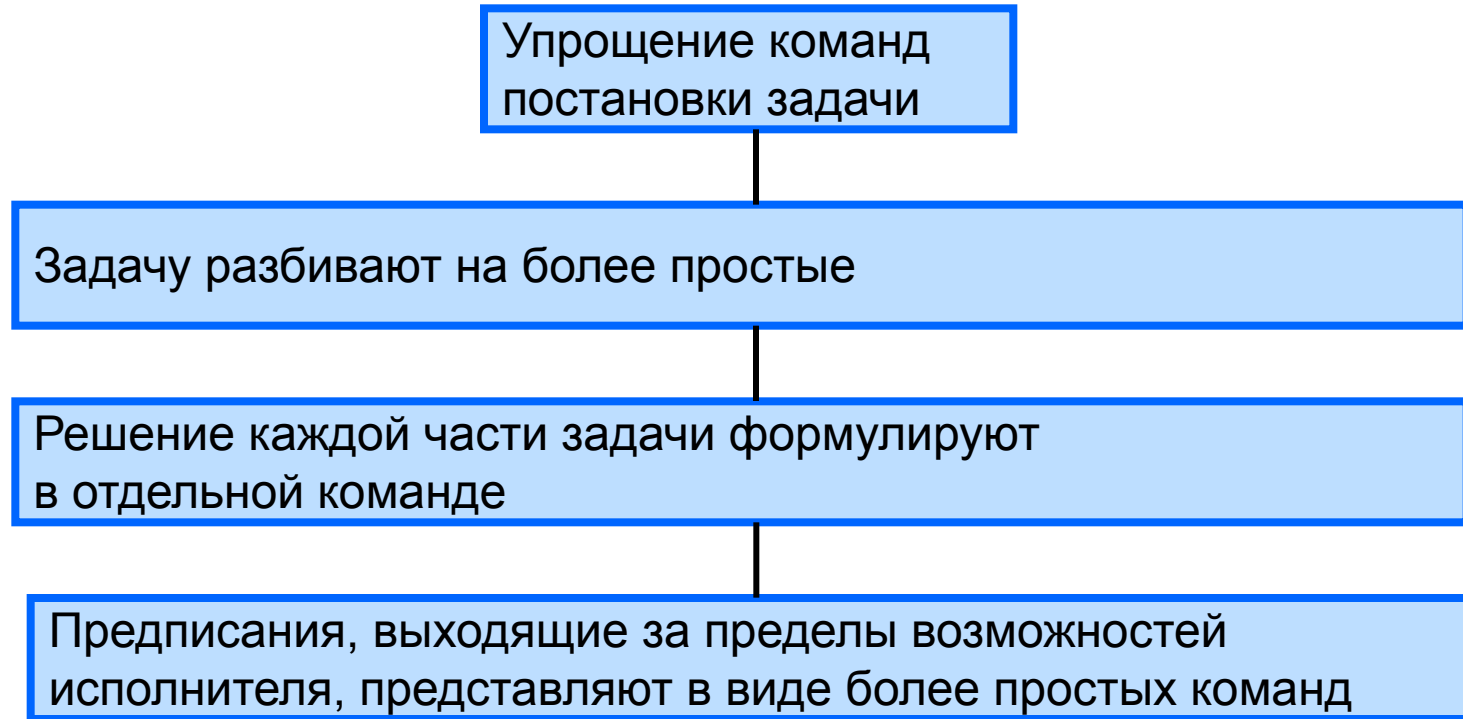 Упрощение команд
постановки задачи
Задачу разбивают на более простые
Решение каждой части задачи формулируют
в отдельной команде
Предписания, выходящие за пределы возможностей
исполнителя, представляют в виде более простых команд